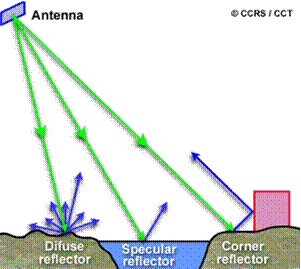 Antenna
© CCRS / CCT
Difuse
reflector
Specular
reflector
Corner
reflector